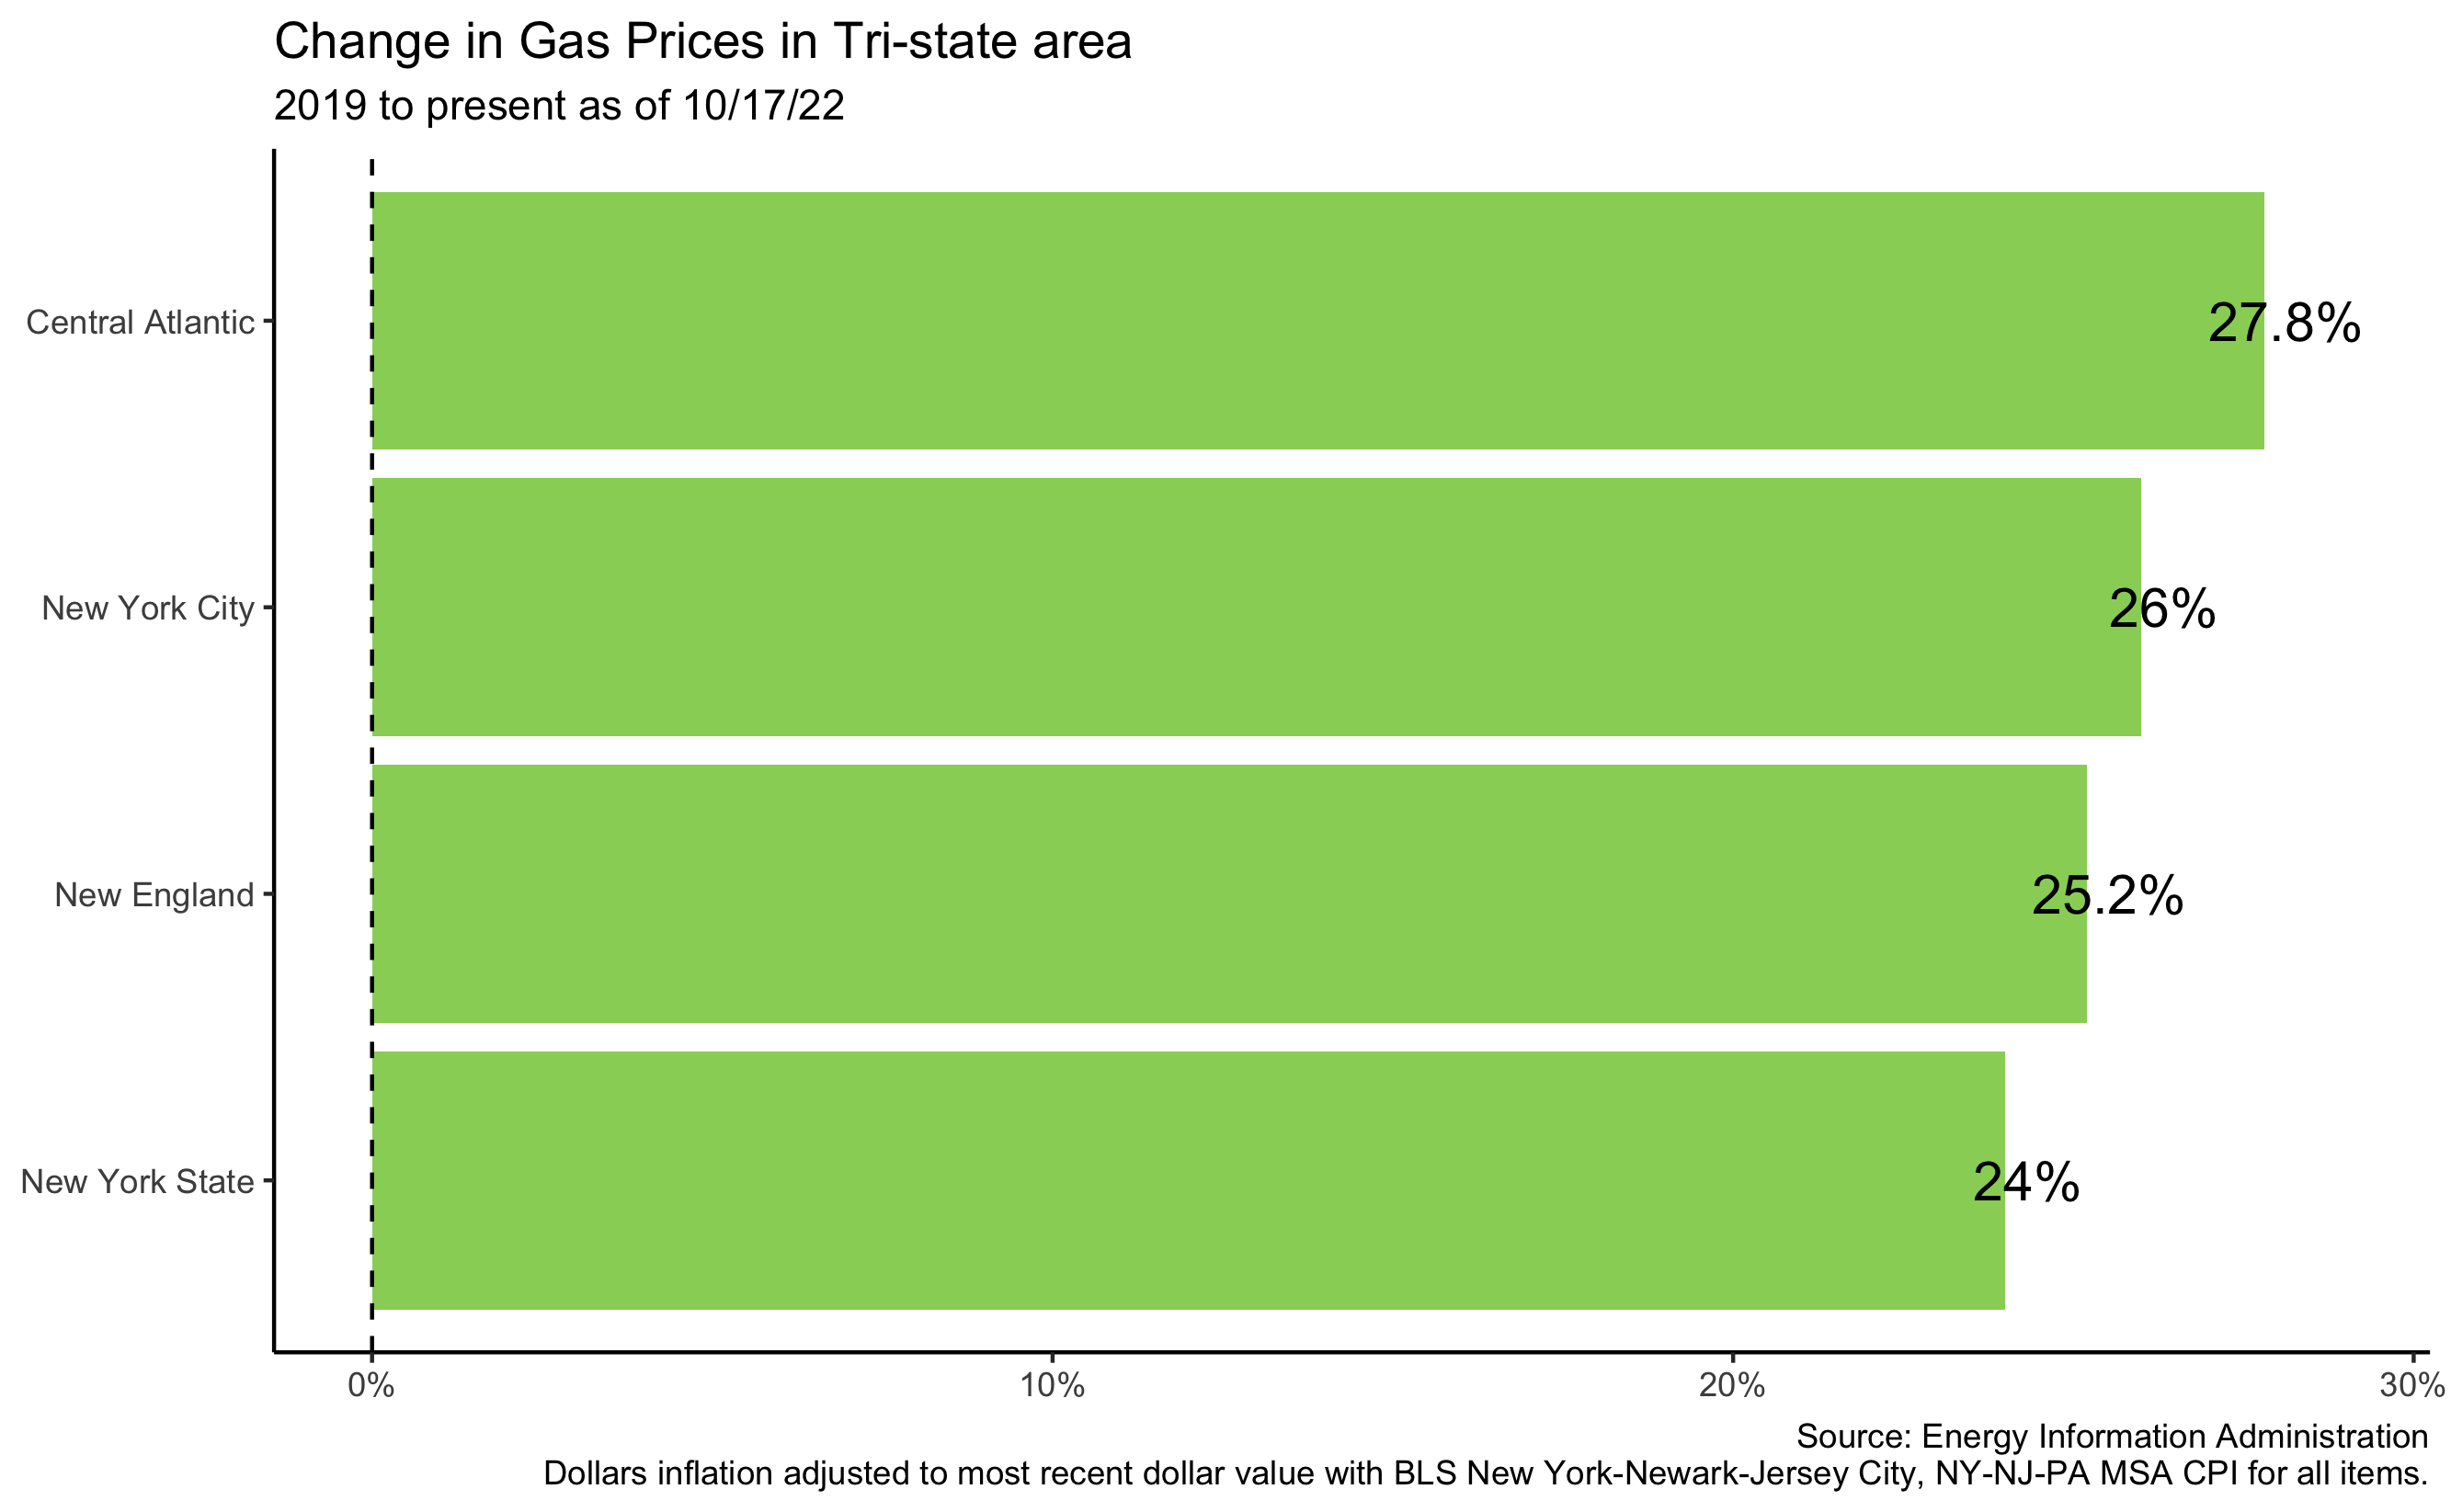 Change in Gas Prices in Tri-state area
2019 to present as of 10/17/22
Central Atlantic
27.8%
New York City
26%
New England
25.2%
New York State
24%
0%
10%
20%
30%
Source: Energy Information Administration
Dollars inflation adjusted to most recent dollar value with BLS New York-Newark-Jersey City, NY-NJ-PA MSA CPI for all items.